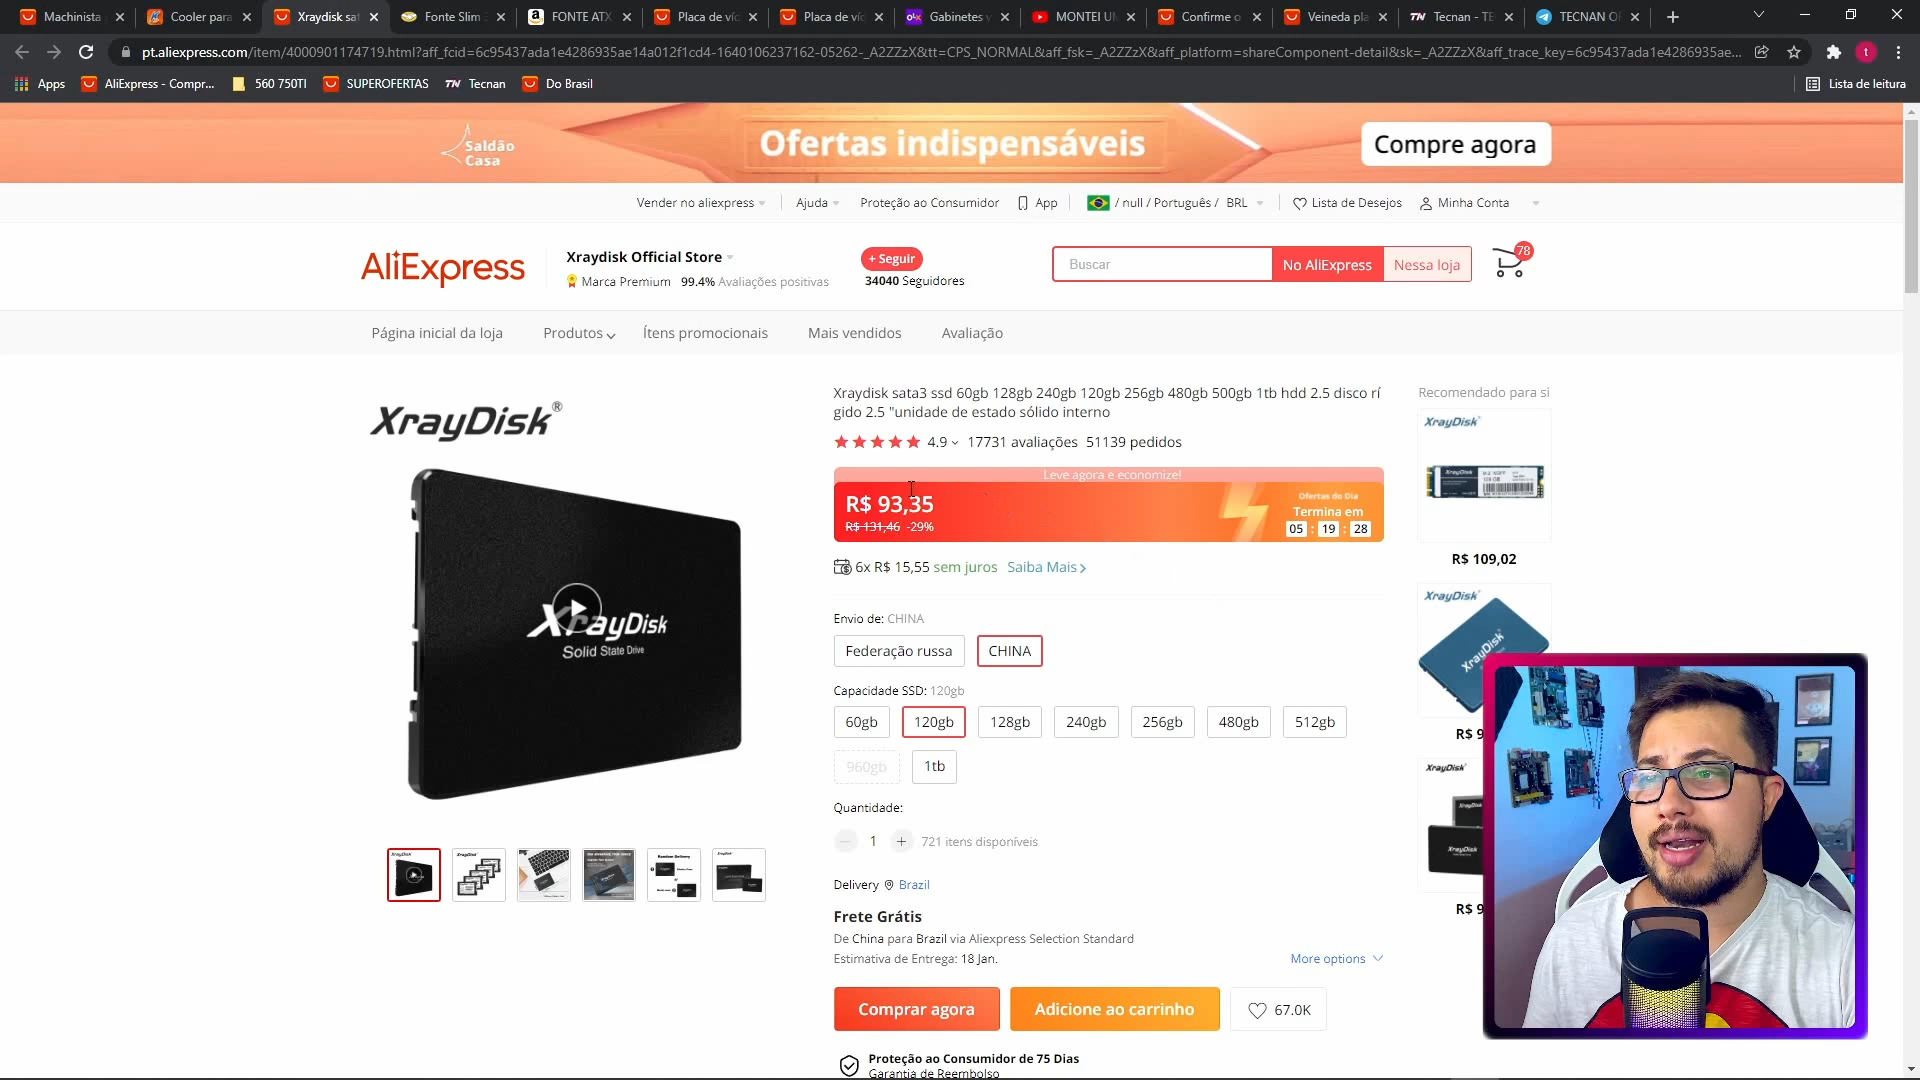 Machinista
Cooler para
Xraydisk sat
Fonte Slim
FONTE ATX
Placa de víd
Placa de víd
Gabinetes v
MONTEI U
Confirme o
Veineda pla
Tecnan - TE
TECNAN O
pt.aliexpress.com/item/4000901174719.html?aff_fcid=6c95437ada1e4286935ae14a012f1cd4-1640106237162-05262-_A2ZZzX&tt=CPS_NORMAL&aff_fsk=_A2ZZzX&aff_platform=shareComponent-detail&sk=_A2ZZzX&aff_trace_key=6c95437ada1e4286935ae...
t
Apps
AliExpress - Compr...
560 750TI
SUPEROFERTAS
TN Tecnan
Do Brasil
Lista de leitura
Saldão
Casa
Ofertas indispensáveis
Compre agora
Vender no aliexpress
Ajuda
Proteção ao Consumidor
App
/ null / Português / BRL
Lista de Desejos
Minha Conta
AliExpress
Xraydisk Official Store
Marca Premium 99.4% Avaliações positivas
+ Seguir
34040 Seguidores
Buscar
No AliExpress
Nessa loja
78
Página inicial da loja
Produtos
Ítens promocionais
Mais vendidos
Avaliação
XrayDisk®
XrayDisk
Solid State Drive
Xraydisk sata3 ssd 60gb 128gb 240gb 120gb 256gb 480gb 500gb 1tb hdd 2.5 disco rí
gido 2.5 "unidade de estado sólido interno
4.9 17731 avaliações 51139 pedidos
Leve agora e economize!
R$ 93,35
R$ 131,46 -29%
Ofertas do Dia
Termina em
05 : 19 : 28
6x R$ 15,55 sem juros Saiba Mais
Envio de: CHINA
Federação russa
CHINA
Capacidade SSD: 120gb
60gb
120gb
128gb
240gb
256gb
480gb
512gb
960gb
1tb
Quantidade:
1
721 itens disponíveis
Delivery Brazil
Frete Grátis
De China para Brazil via Aliexpress Selection Standard
Estimativa de Entrega: 18 Jan.
More options
Comprar agora
Adicione ao carrinho
67.0K
Proteção ao Consumidor de 75 Dias
Garantia de Reembolso
Recomendado para si
XrayDisk
R$ 109,02
XrayDisk
XrayDisk
R$ 9
XrayDisk
R$ 9